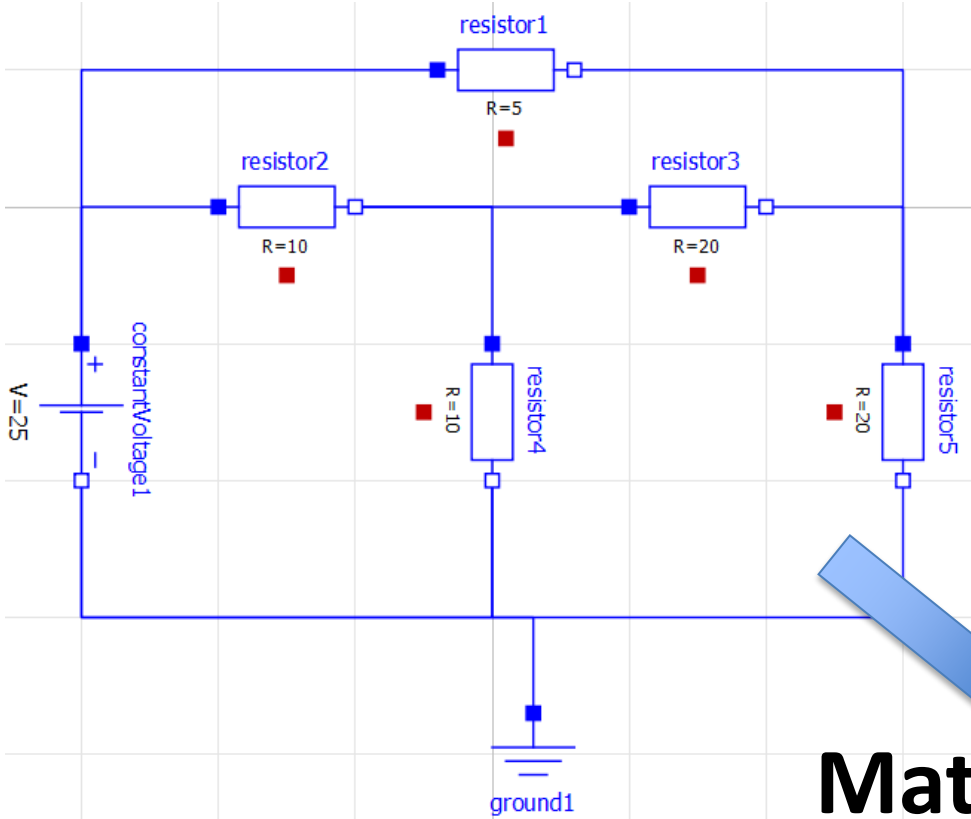 resistor1
R=5
resistor2
resistor3
R=10
R=20
constantVoltage1
+
−
V=25
R=10
resistor4
R=20
resistor5
ground1
Mat